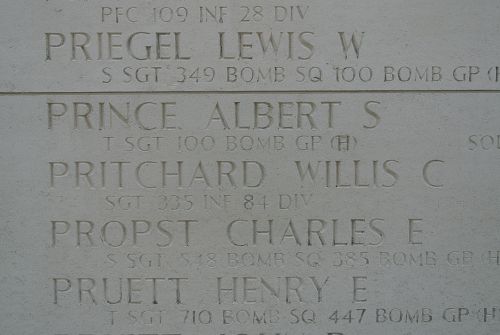 PFC 109 INF 28 DIV
PRIEGEL LEWIS W
S SGT 349 BOMB SQ 100 BOMB GP (H
PRINCE ALBERT S
T SGT 100 BOMB GP (H)
PRITCHARD WILLIS C
SGT 335 INF 84 DIV
PROPST CHARLES E
S SGT 548 BOMB SQ 385 BOMB GP (H
PRUETT HENRY E
T SGT 710 BOMB SQ 447 BOMB GP (H